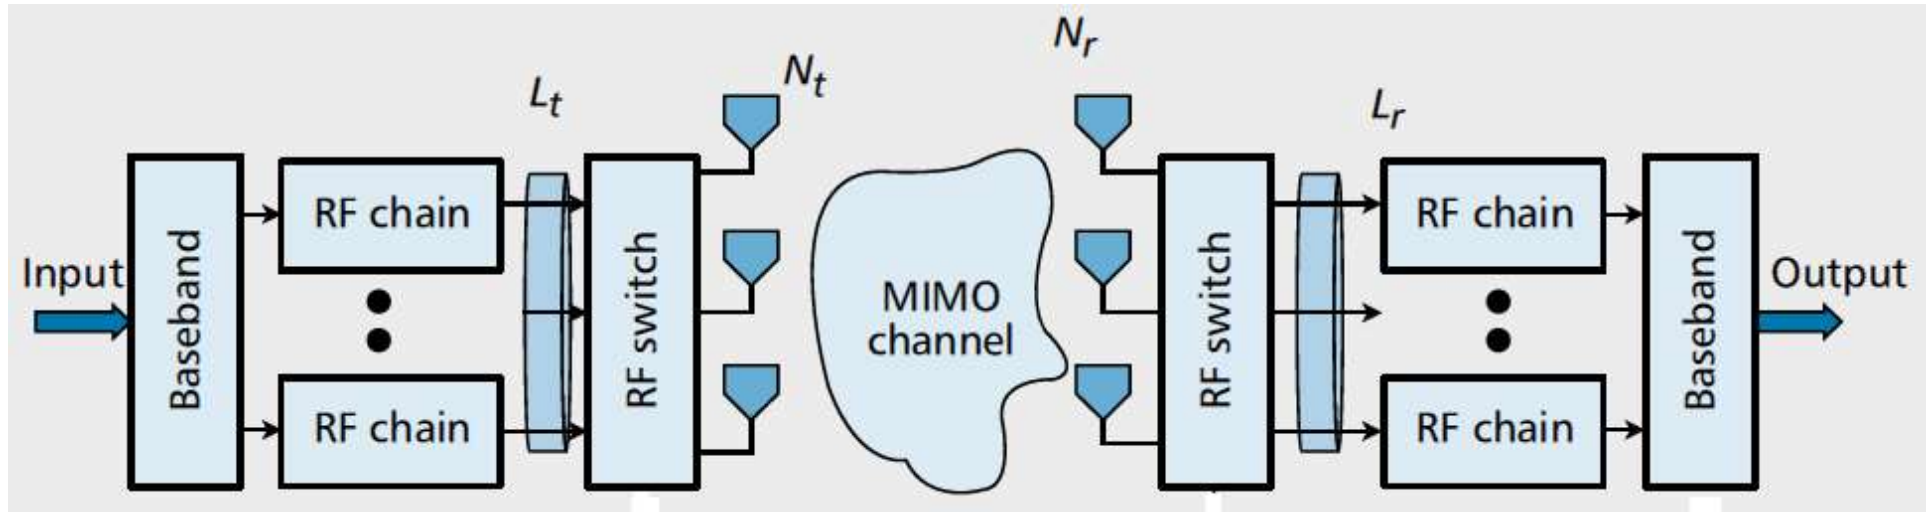 Input
Baseband
RF chain
RF chain
L_t
RF switch
N_t
MIMO
channel
N_r
RF switch
L_r
RF chain
RF chain
Baseband
Output